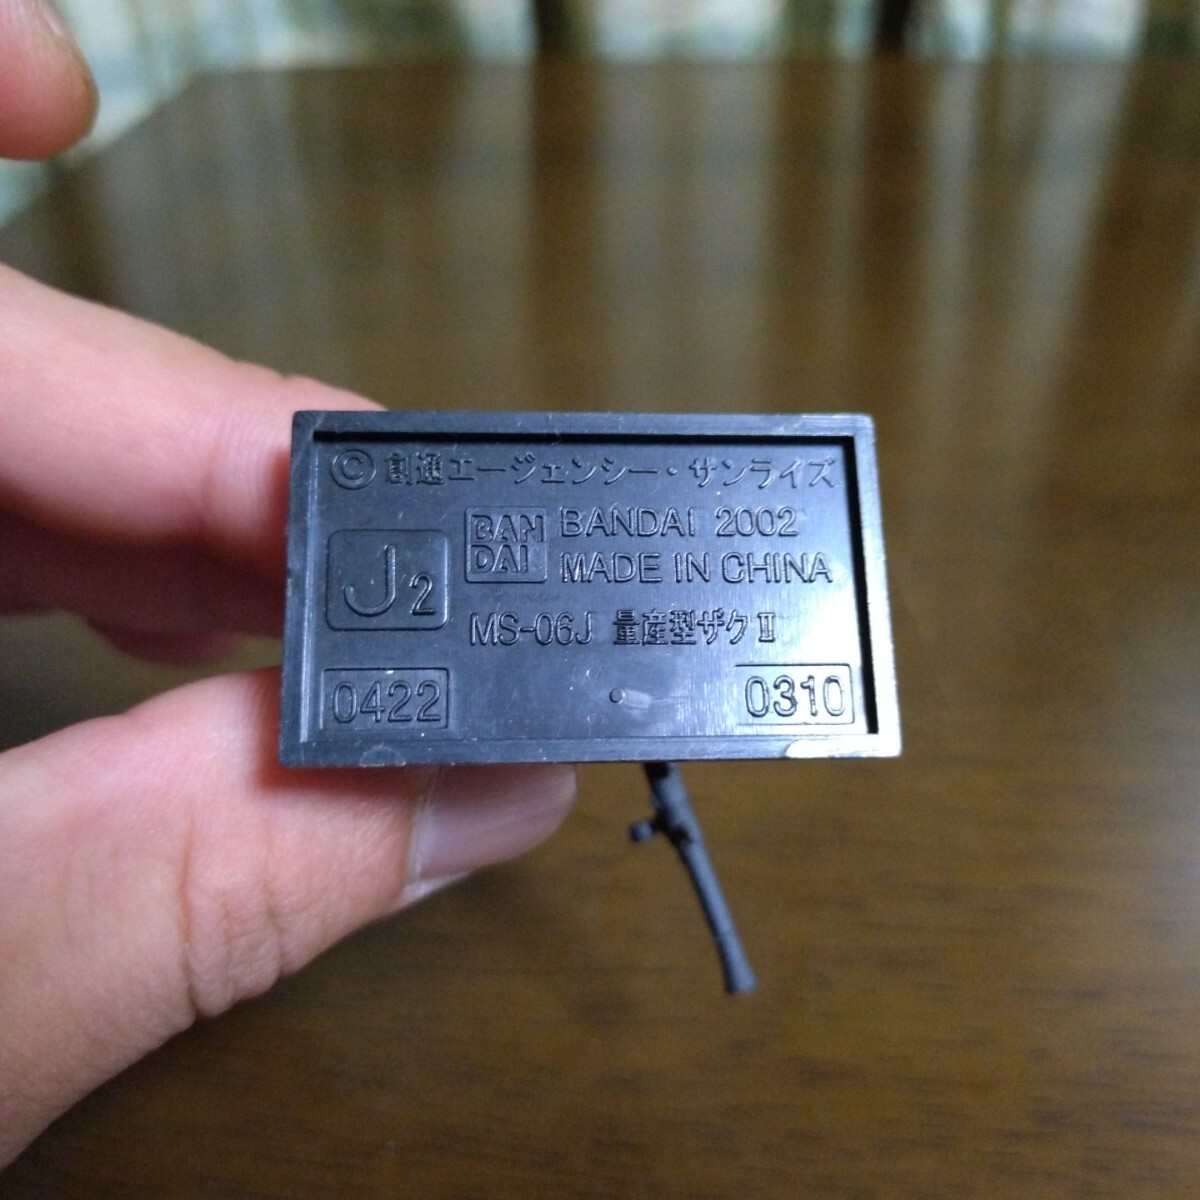 ©創通エージェンシー・サンライズ
BAN
DAI
BANDAI 2002
MADE IN CHINA
J2
MS-06J 量産型ザクⅡ
0422
0310